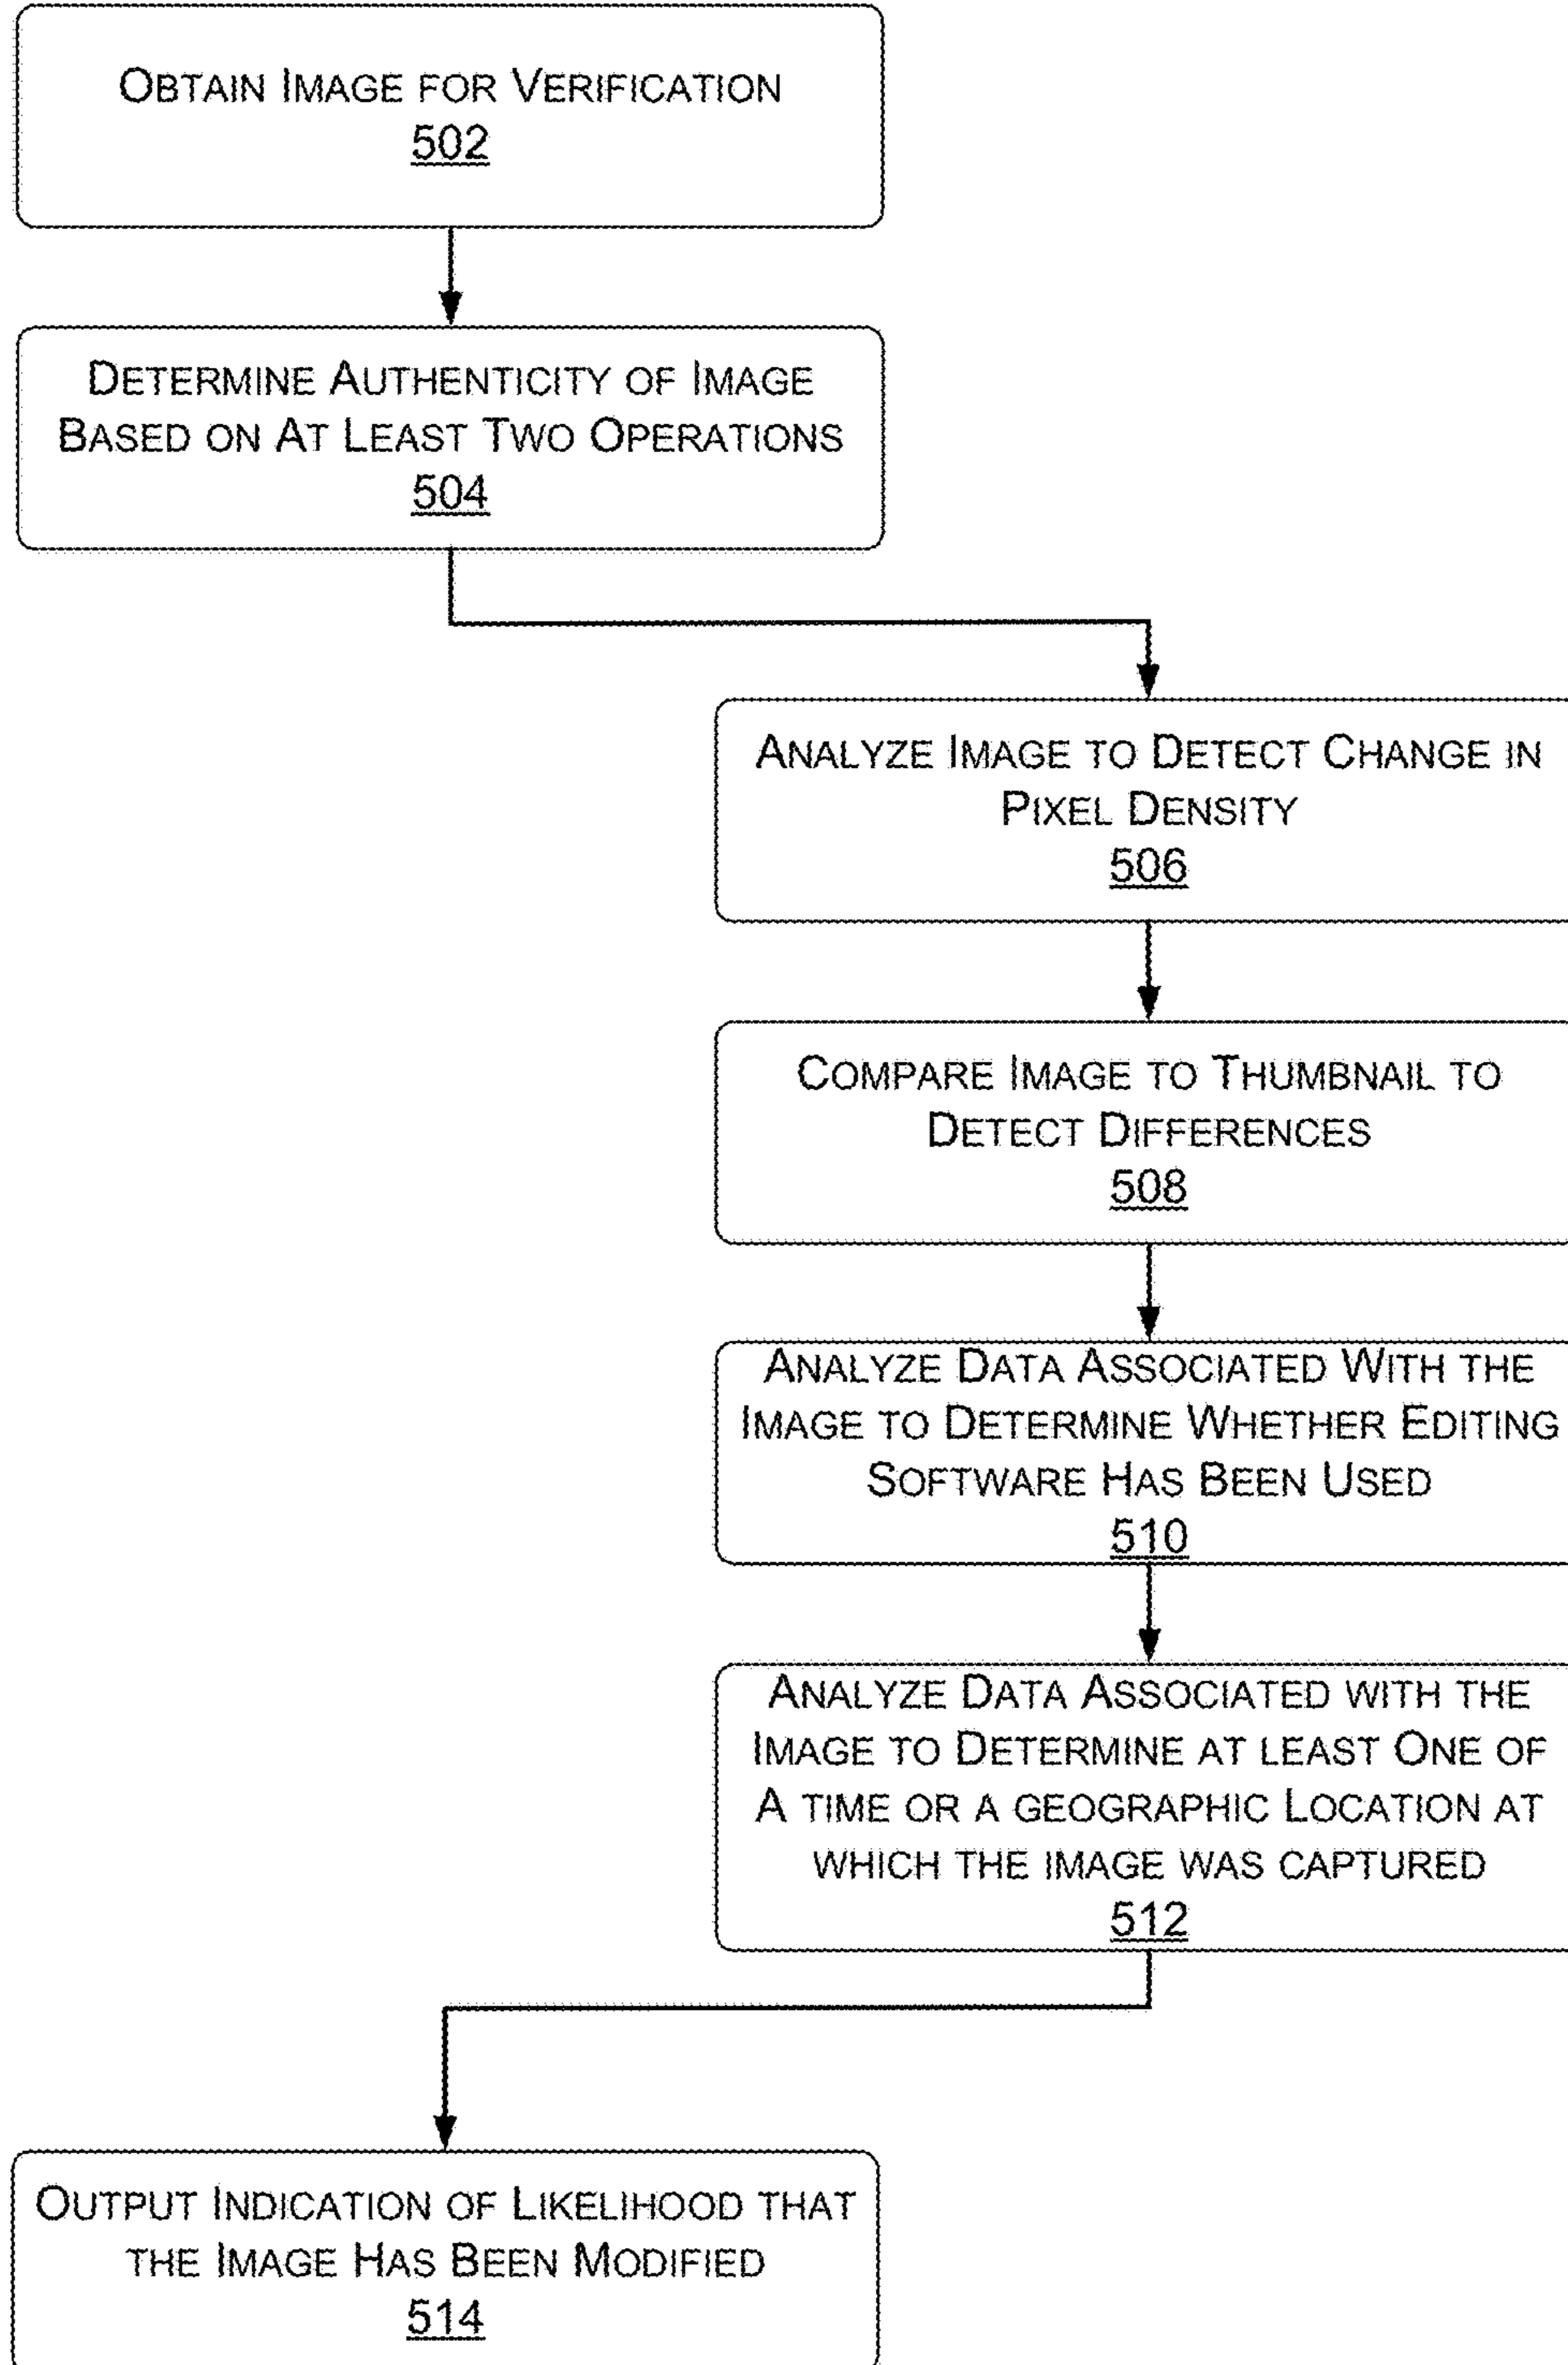 OBTAIN IMAGE FOR VERIFICATION
502
DETERMINE AUTHENTICITY OF IMAGE
BASED ON AT LEAST TWO OPERATIONS
504
ANALYZE IMAGE TO DETECT CHANGE IN
PIXEL DENSITY
506
COMPARE IMAGE TO THUMBNAIL TO
DETECT DIFFERENCES
508
ANALYZE DATA ASSOCIATED WITH THE
IMAGE TO DETERMINE WHETHER EDITING
SOFTWARE HAS BEEN USED
510
ANALYZE DATA ASSOCIATED WITH THE
IMAGE TO DETERMINE AT LEAST ONE OF
A TIME OR A GEOGRAPHIC LOCATION AT
WHICH THE IMAGE WAS CAPTURED
512
OUTPUT INDICATION OF LIKELIHOOD THAT
THE IMAGE HAS BEEN MODIFIED
514